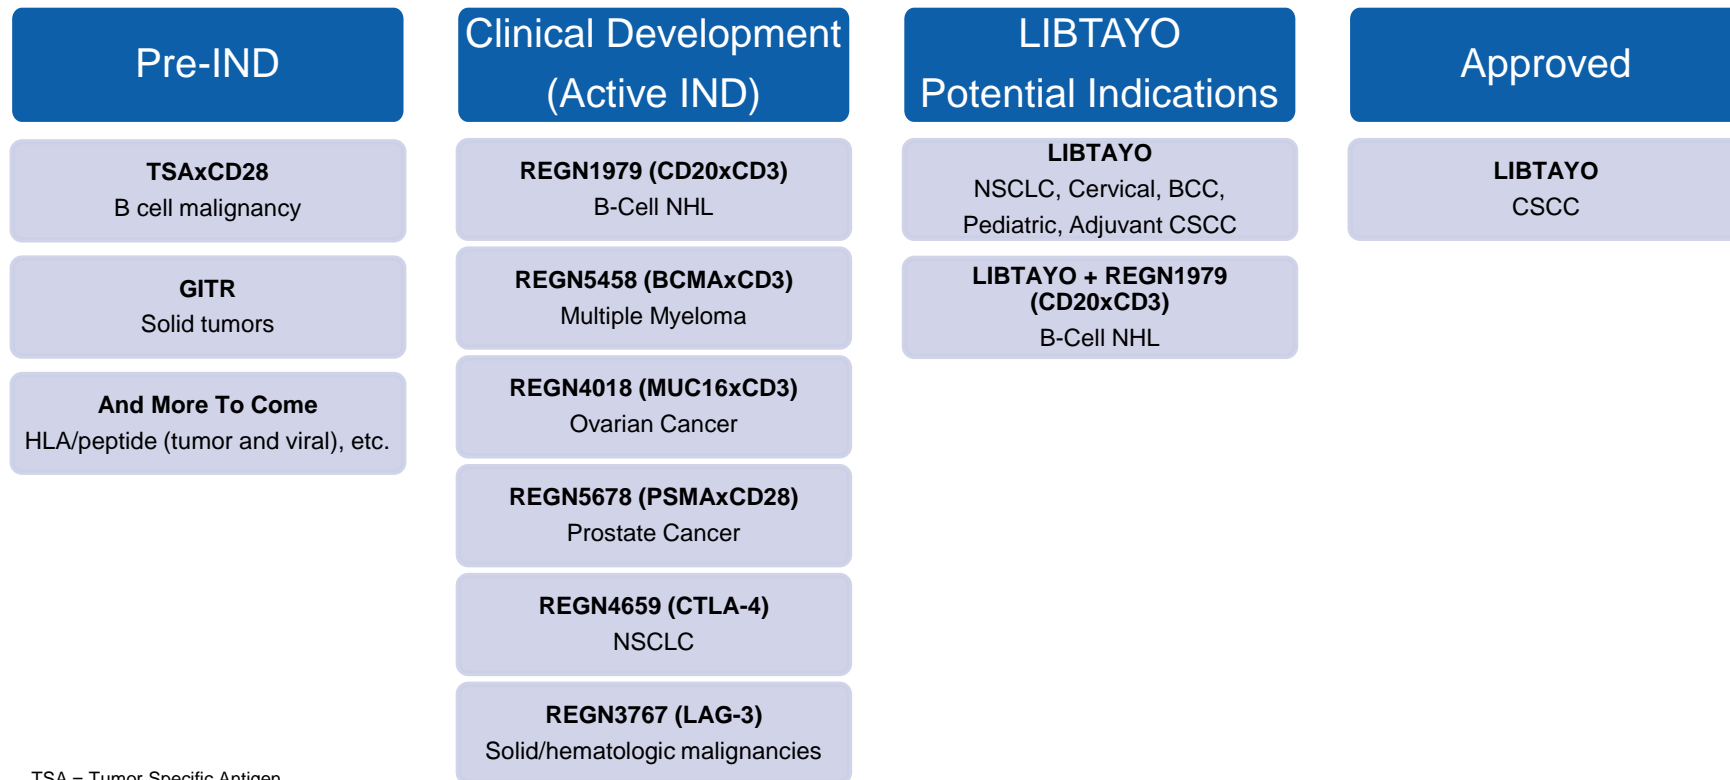 Pre-IND
TSAxCD28
B cell malignancy
GITR
Solid tumors
And More To Come
HLA/peptide (tumor and viral), etc.
Clinical Development
(Active IND)
REGN1979 (CD20xCD3)
B-Cell NHL
REGN5458 (BCMAxCD3)
Multiple Myeloma
REGN4018 (MUC16xCD3)
Ovarian Cancer
REGN5678 (PSMAxCD28)
Prostate Cancer
REGN4659 (CTLA-4)
NSCLC
REGN3767 (LAG-3)
Solid/hematologic malignancies
LIBTAYO
Potential Indications
LIBTAYO
NSCLC, Cervical, BCC,
Pediatric, Adjuvant CSCC
LIBTAYO + REGN1979
(CD20xCD3)
B-Cell NHL
Approved
LIBTAYO
CSCC
TSA = Tumor Specific Antigen